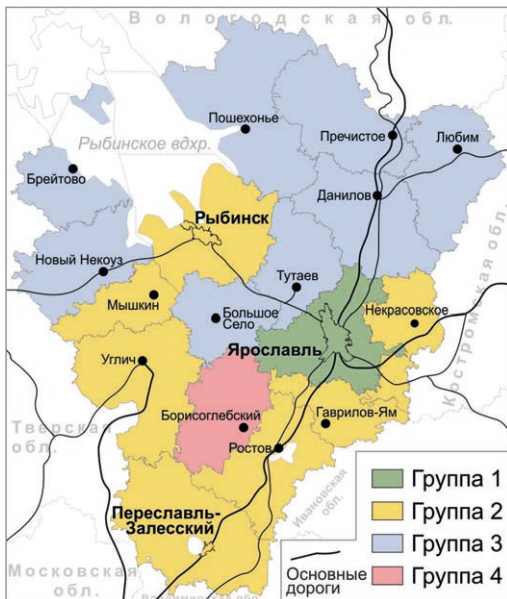 Вологодская обл.
Пошехонье
Пречистое
Любим
Рыбинское вдхр.
Брейтово
Данилов
Рыбинск
Новый Некоуз
Тутаев
Мышкин
Большое
Село
Некрасовское
Костромская обл.
Ярославль
Углич
Борисоглебский
Гаврилов-Ям
Тверская
обл.
Ростов
Ивановская
обл.
Переславль-
Залесский
Московская
обл.
Владимирская обл.
Группа 1
Группа 2
Группа 3
Группа 4
Основные
дороги